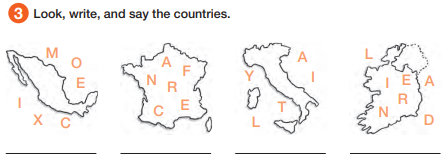 3 Look, write, and say the countries.
M O
E
I
X C
A F
N R
C E
A
Y I
T
L
L
I E A
R
N D